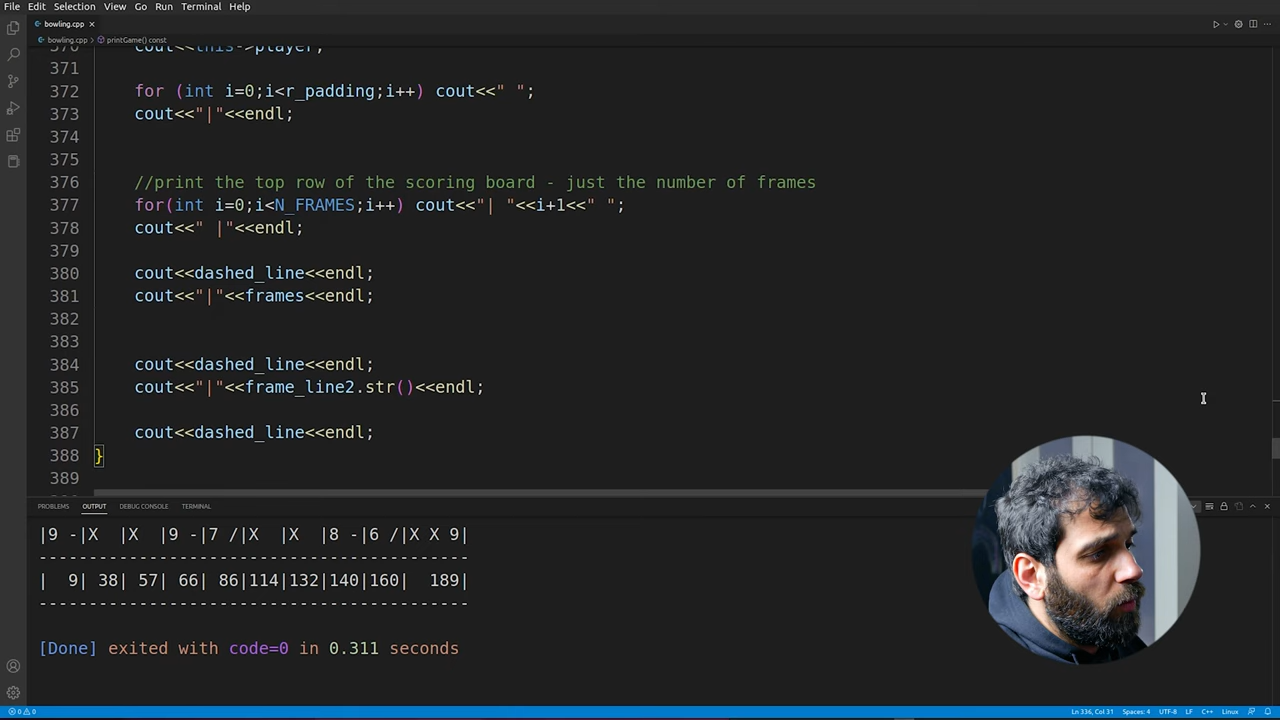 File Edit Selection View Go Run Terminal Help
bowling.cpp ×
bowling.cpp > printGame() const
370 cout<<this->player;
371
372 for (int i=0;i<r_padding;i++) cout<<" ";
373 cout<<"|"<<endl;
374
375
376 //print the top row of the scoring board - just the number of frames
377 for(int i=0;i<N_FRAMES;i++) cout<<"| "<<i+1<<" ";
378 cout<<" |"<<endl;
379
380 cout<<dashed_line<<endl;
381 cout<<"|"<<frames<<endl;
382
383
384 cout<<dashed_line<<endl;
385 cout<<"|"<<frame_line2.str()<<endl;
386
387 cout<<dashed_line<<endl;
388 }
389
PROBLEMS OUTPUT DEBUG CONSOLE TERMINAL
|9 -|X  |X  |9 -|7 /|X  |X  |8 -|6 /|X X 9|
-------------------------------------------
|  9| 38| 57| 66| 86|114|132|140|160|  189|
-------------------------------------------
[Done] exited with code=0 in 0.311 seconds
0 0 Ln 336, Col 31 Spaces: 4 UTF-8 LF C++ Linux